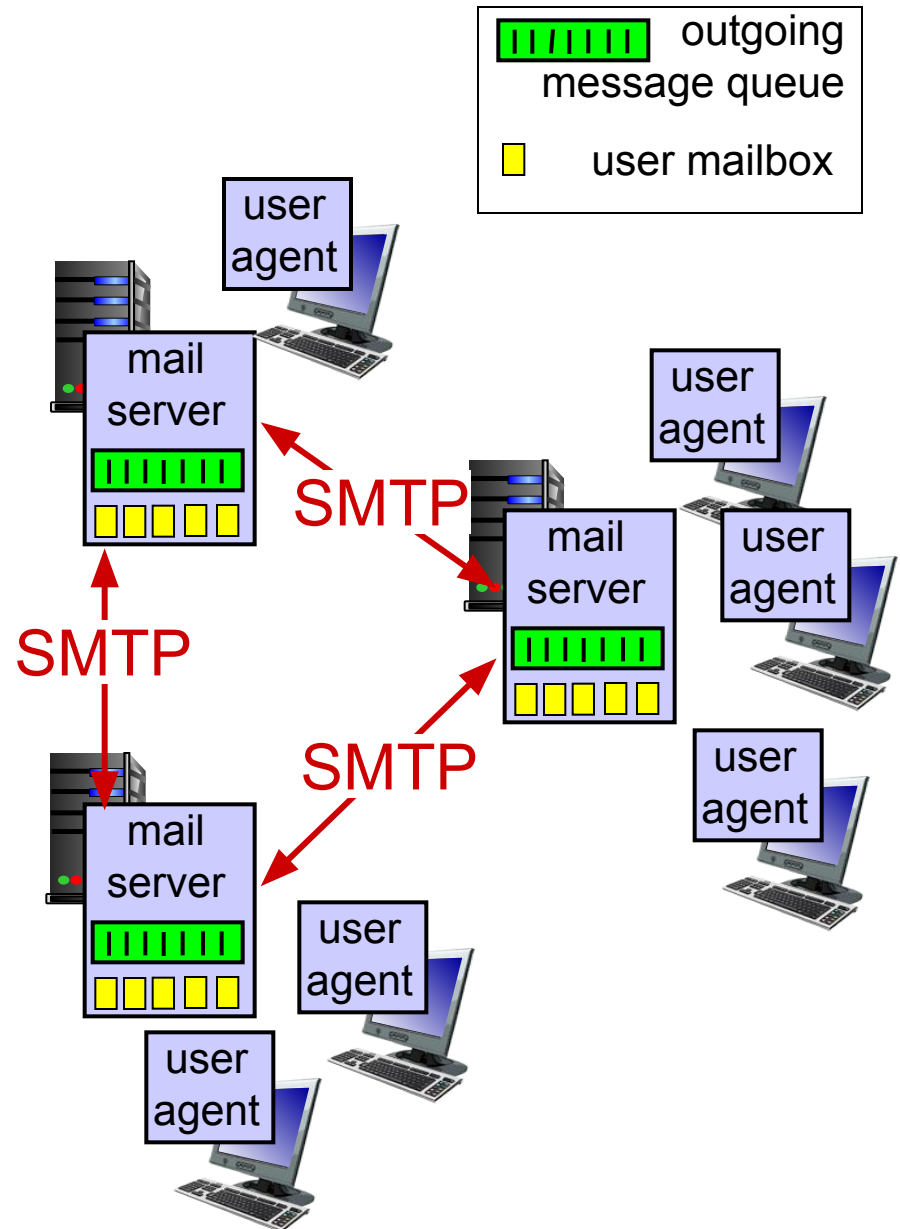 outgoing
message queue
user mailbox
user
agent
mail
server
SMTP
user
agent
mail
server
user
agent
SMTP
SMTP
user
agent
mail
server
user
agent
user
agent